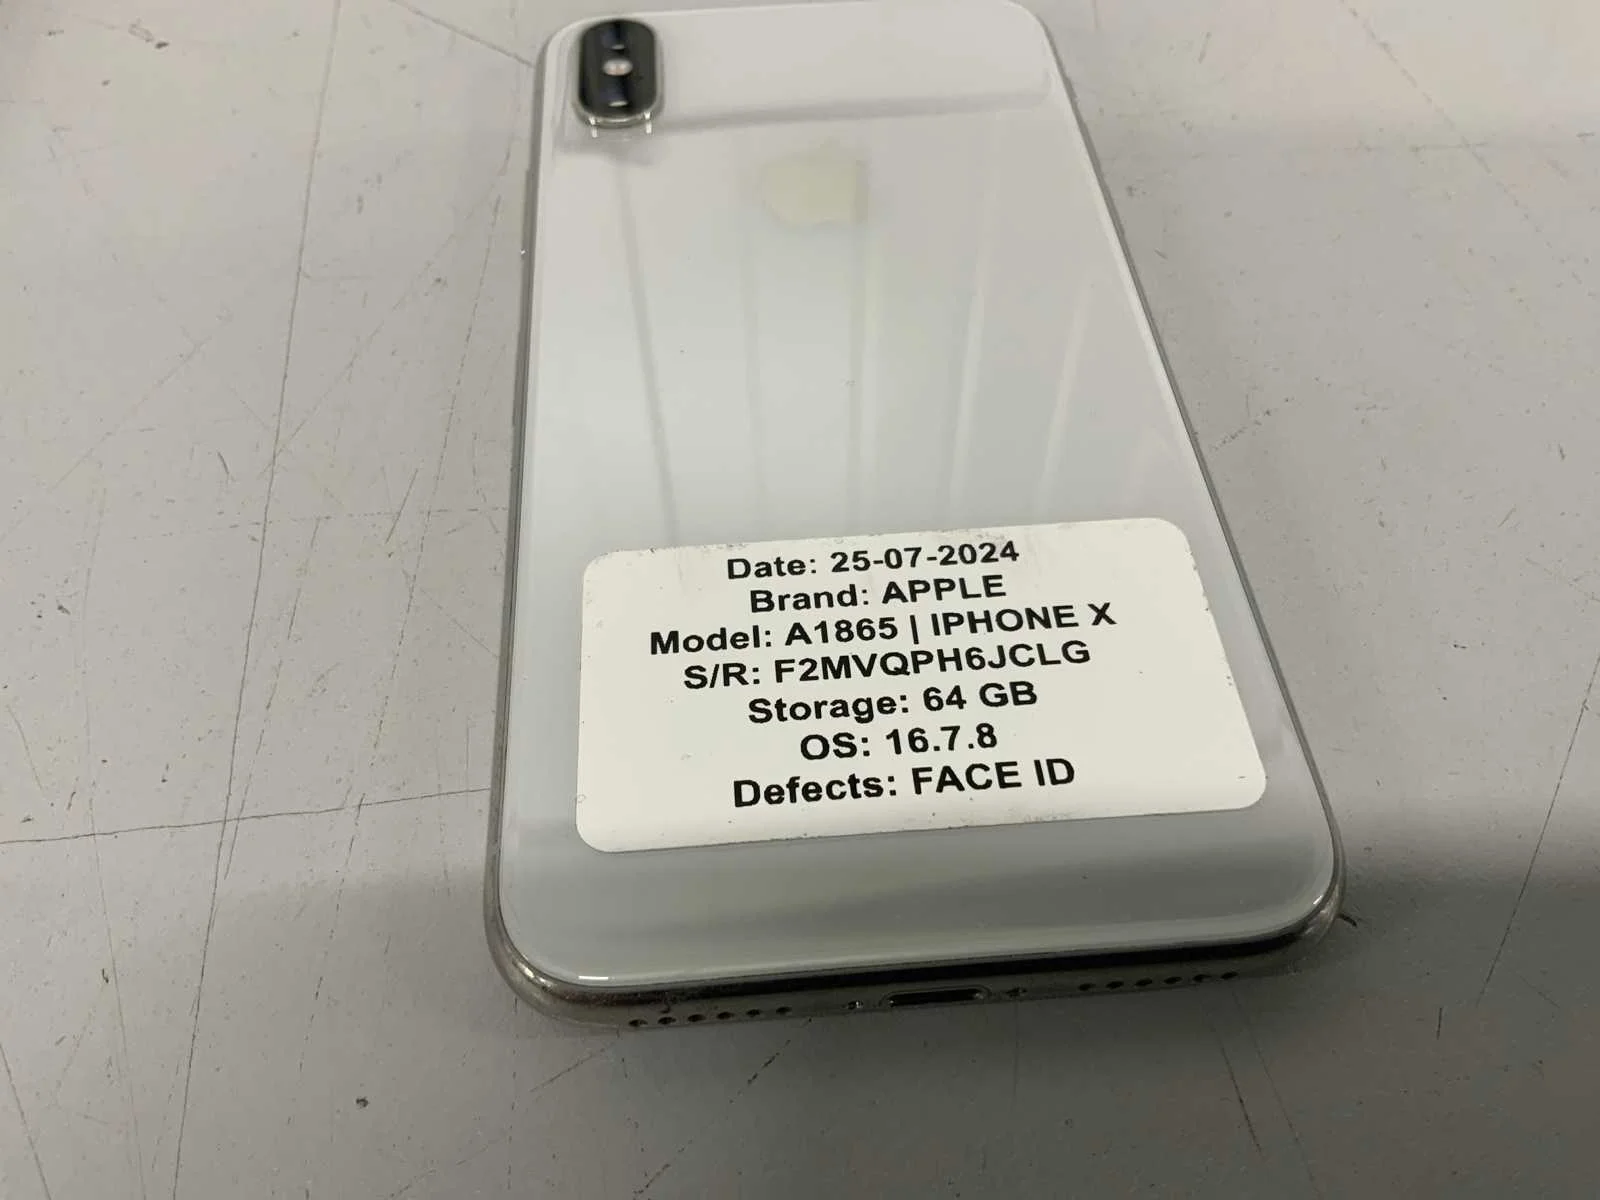 Date: 25-07-2024
Brand: APPLE
Model: A1865 | IPHONE X
S/R: F2MVQPH6JCLG
Storage: 64 GB
OS: 16.7.8
Defects: FACE ID